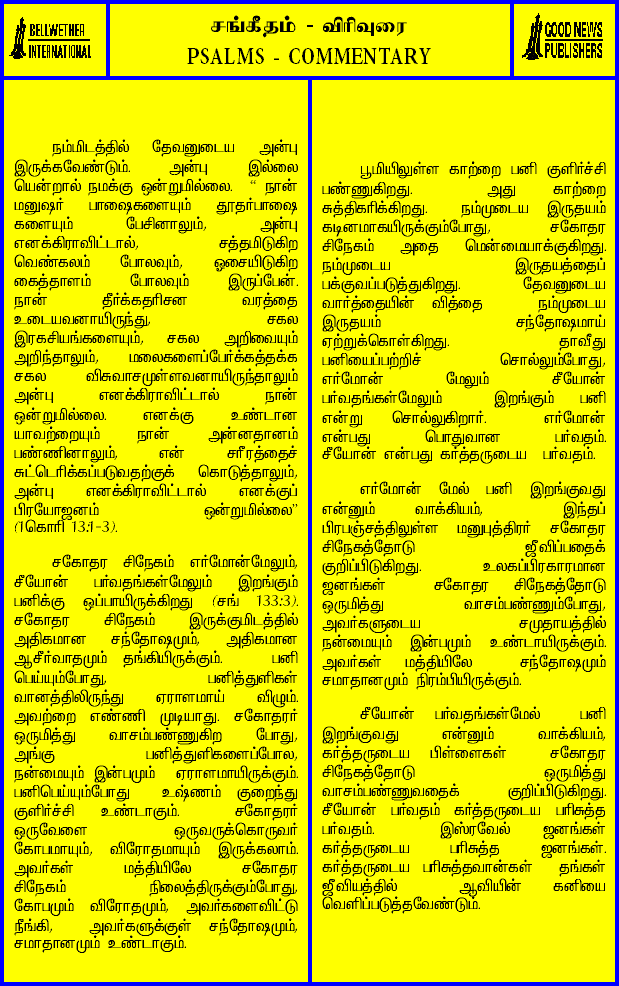 BELLWETHER
INTERNATIONAL
சங்கீதம் - விரிவுரை
PSALMS - COMMENTARY
GOOD NEWS
PUBLISHERS
நம்மிடத்தில் தேவனுடைய அன்பு
இருக்கவேண்டும். அன்பு இல்லை
யென்றால் நமக்கு ஒன்றுமில்லை. “ நான்
மனுஷர் பாஷைகளையும் தூதர்பாஷை
களையும் பேசினாலும், அன்பு
எனக்கிராவிட்டால், சத்தமிடுகிற
வெண்கலம் போலவும், ஓசையிடுகிற
கைத்தாளம் போலவும் இருப்பேன்.
நான் தீர்க்கதரிசன வரத்தை
உடையவனாயிருந்து, சகல
இரகசியங்களையும், சகல அறிவையும்
அறிந்தாலும், மலைகளைப்பேர்க்கத்தக்க
சகல விசுவாசமுள்ளவனாயிருந்தாலும்
அன்பு எனக்கிராவிட்டால் நான்
ஒன்றுமில்லை. எனக்கு உண்டான
யாவற்றையும் நான் அன்னதானம்
பண்ணினாலும், என் சரீரத்தைச்
சுட்டெரிக்கப்படுவதற்குக் கொடுத்தாலும்,
அன்பு எனக்கிராவிட்டால் எனக்குப்
பிரயோஜனம் ஒன்றுமில்லை”
(1கொரி 13:1-3).
சகோதர சிநேகம் எர்மோன்மேலும்,
சீயோன் பர்வதங்கள்மேலும் இறங்கும்
பனிக்கு ஒப்பாயிருக்கிறது (சங் 133:3).
சகோதர சிநேகம் இருக்குமிடத்தில்
அதிகமான சந்தோஷமும், அதிகமான
ஆசீர்வாதமும் தங்கியிருக்கும். பனி
பெய்யும்போது, பனித்துளிகள்
வானத்திலிருந்து ஏராளமாய் விழும்.
அவற்றை எண்ணி முடியாது. சகோதரர்
ஒருமித்து வாசம்பண்ணுகிற போது,
அங்கு பனித்துளிகளைப்போல,
நன்மையும் இன்பமும் ஏராளமாயிருக்கும்.
பனிபெய்யும்போது உஷ்ணம் குறைந்து
குளிர்ச்சி உண்டாகும். சகோதரர்
ஒருவேளை ஒருவருக்கொருவர்
கோபமாயும், விரோதமாயும் இருக்கலாம்.
அவர்கள் மத்தியிலே சகோதர
சிநேகம் நிலைத்திருக்கும்போது,
கோபமும் விரோதமும், அவர்களைவிட்டு
நீங்கி, அவர்களுக்குள் சந்தோஷமும்,
சமாதானமும் உண்டாகும்.
பூமியிலுள்ள காற்றை பனி குளிர்ச்சி
பண்ணுகிறது. அது காற்றை
சுத்திகரிக்கிறது. நம்முடைய இருதயம்
கடினமாகயிருக்கும்போது, சகோதர
சிநேகம் அதை மென்மையாக்குகிறது.
நம்முடைய இருதயத்தைப்
பக்குவப்படுத்துகிறது. தேவனுடைய
வார்த்தையின் வித்தை நம்முடைய
இருதயம் சந்தோஷமாய்
ஏற்றுக்கொள்கிறது. தாவீது
பனியைப்பற்றிச் சொல்லும்போது,
எர்மோன் மேலும் சீயோன்
பர்வதங்கள்மேலும் இறங்கும் பனி
என்று சொல்லுகிறார். எர்மோன்
என்பது பொதுவான பர்வதம்.
சீயோன் என்பது கர்த்தருடைய பர்வதம்.
எர்மோன் மேல் பனி இறங்குவது
என்னும் வாக்கியம், இந்தப்
பிரபஞ்சத்திலுள்ள மனுபுத்திரர் சகோதர
சிநேகத்தோடு ஜீவிப்பதைக்
குறிப்பிடுகிறது. உலகப்பிரகாரமான
ஜனங்கள் சகோதர சிநேகத்தோடு
ஒருமித்து வாசம்பண்ணும்போது,
அவர்களுடைய சமுதாயத்தில்
நன்மையும் இன்பமும் உண்டாயிருக்கும்.
அவர்கள் மத்தியிலே சந்தோஷமும்
சமாதானமும் நிரம்பியிருக்கும்.
சீயோன் பர்வதங்கள்மேல் பனி
இறங்குவது என்னும் வாக்கியம்,
கர்த்தருடைய பிள்ளைகள் சகோதர
சிநேகத்தோடு ஒருமித்து
வாசம்பண்ணுவதைக் குறிப்பிடுகிறது.
சீயோன் பர்வதம் கர்த்தருடைய பரிசுத்த
பர்வதம். இஸ்ரவேல் ஜனங்கள்
கர்த்தருடைய பரிசுத்த ஜனங்கள்.
கர்த்தருடைய பரிசுத்தவான்கள் தங்கள்
ஜீவியத்தில் ஆவியின் கனியை
வெளிப்படுத்தவேண்டும்.